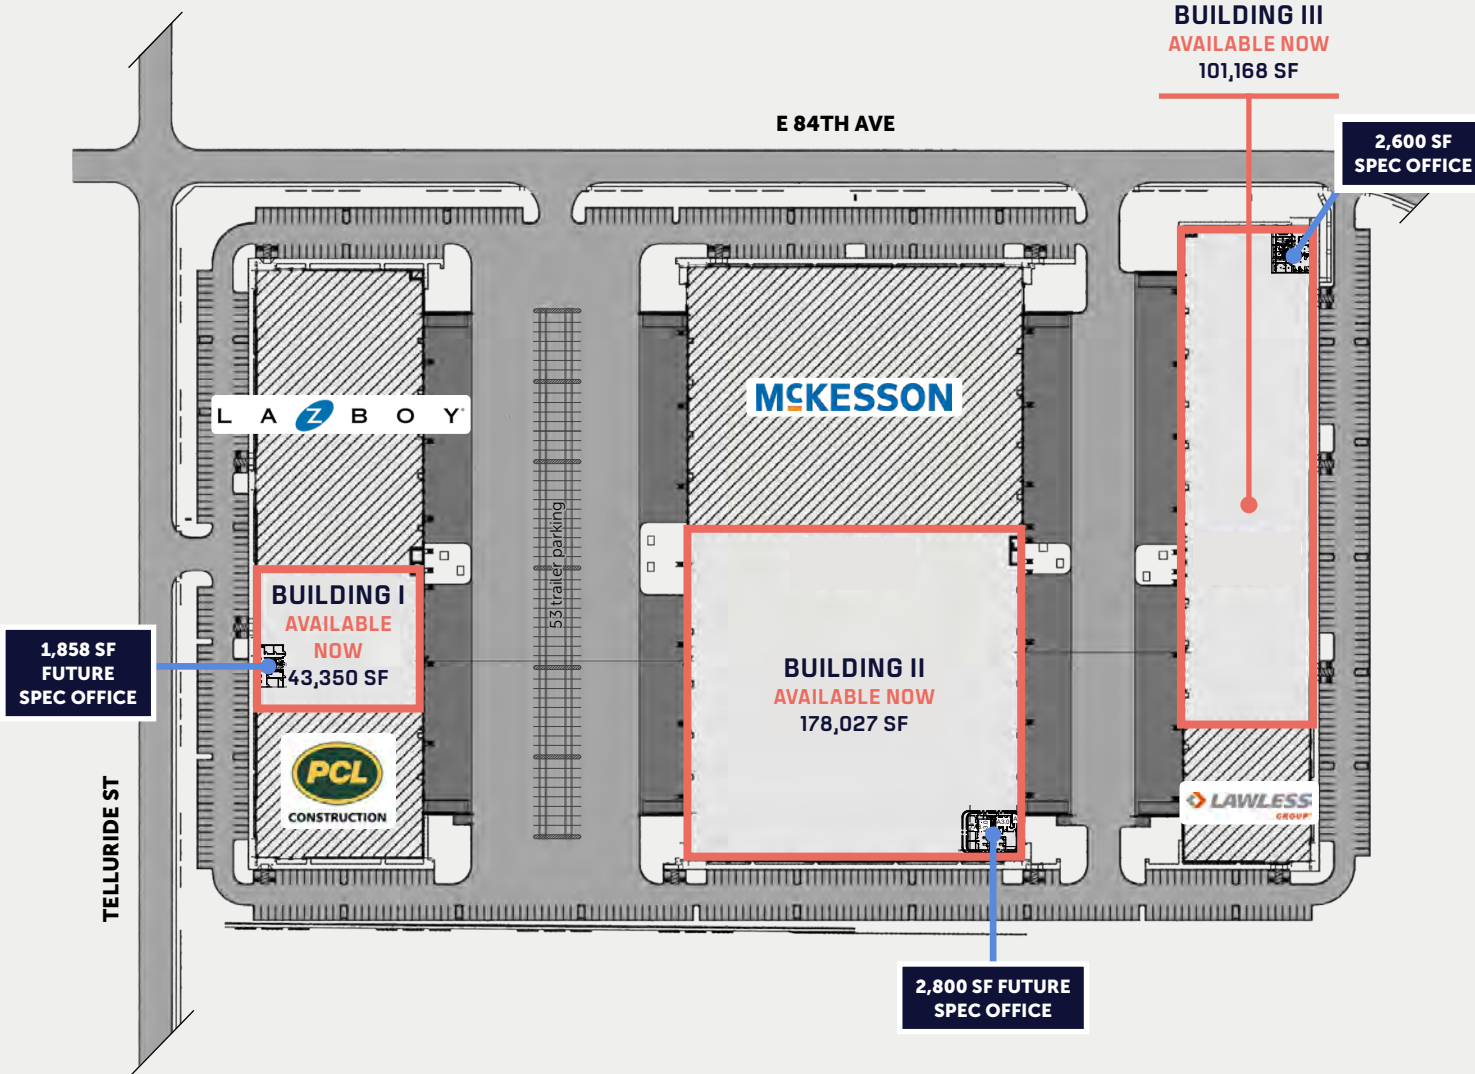 BUILDING III
AVAILABLE NOW
101,168 SF
E 84TH AVE
2,600 SF
SPEC OFFICE
LA Z BOY
McKESSON
53 trailer parking
BUILDING I
AVAILABLE
NOW
43,350 SF
1,858 SF
FUTURE
SPEC OFFICE
BUILDING II
AVAILABLE NOW
178,027 SF
PCL
CONSTRUCTION
LAWLESS
GROUP
TELLURIDE ST
2,800 SF FUTURE
SPEC OFFICE